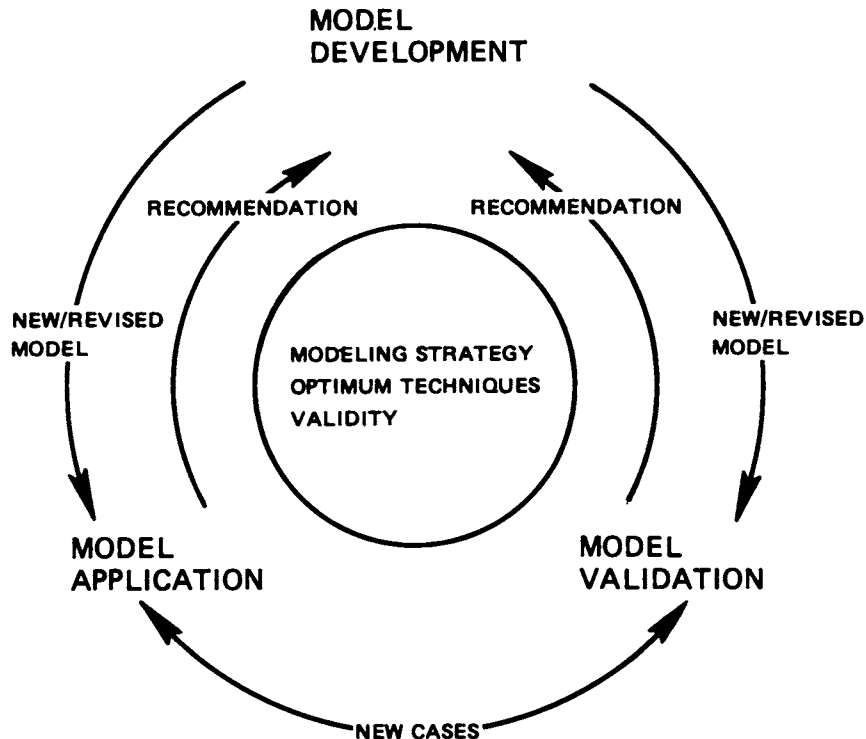 MODEL
DEVELOPMENT
RECOMMENDATION
RECOMMENDATION
NEW/REVISED
MODEL
NEW/REVISED
MODEL
MODELING STRATEGY
OPTIMUM TECHNIQUES
VALIDITY
MODEL
APPLICATION
MODEL
VALIDATION
NEW CASES